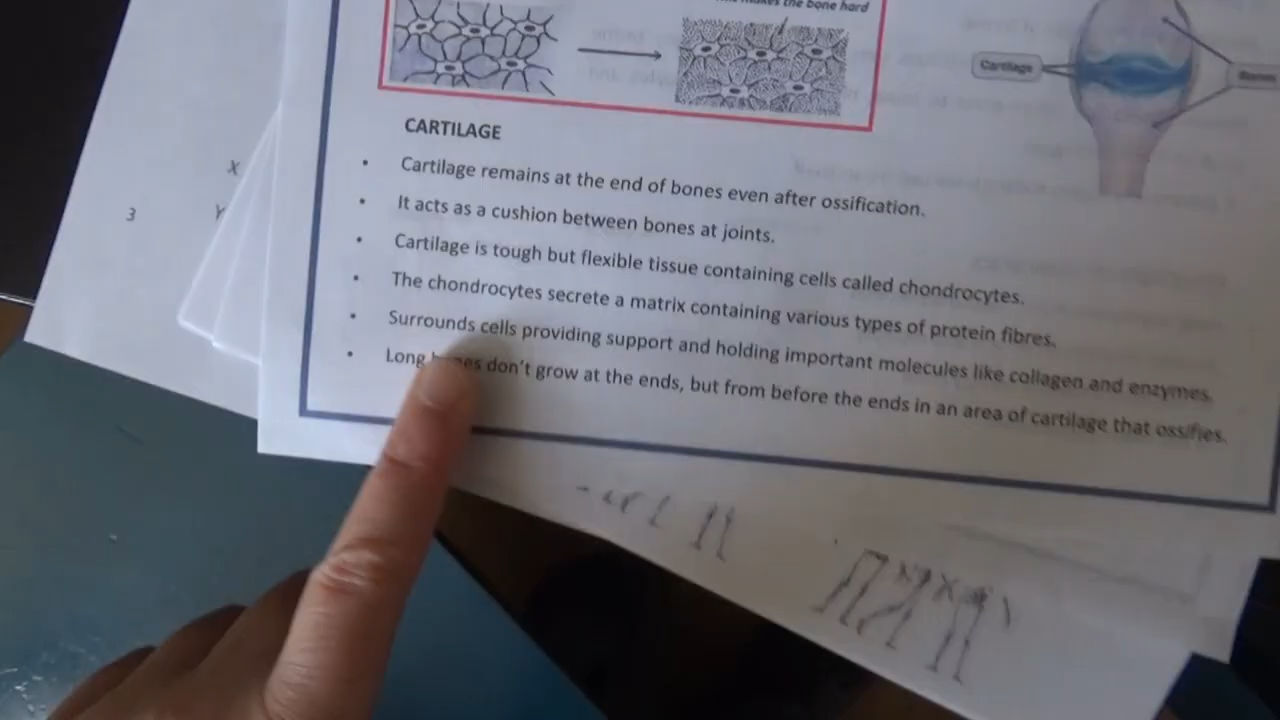 makes the bone hard
Cartilage
Bones
CARTILAGE
• Cartilage remains at the end of bones even after ossification.
• It acts as a cushion between bones at joints.
• Cartilage is tough but flexible tissue containing cells called chondrocytes.
• The chondrocytes secrete a matrix containing various types of protein fibres.
• Surrounds cells providing support and holding important molecules like collagen and enzymes.
• Long bones don't grow at the ends, but from before the ends in an area of cartilage that ossifies.
X
3 Y